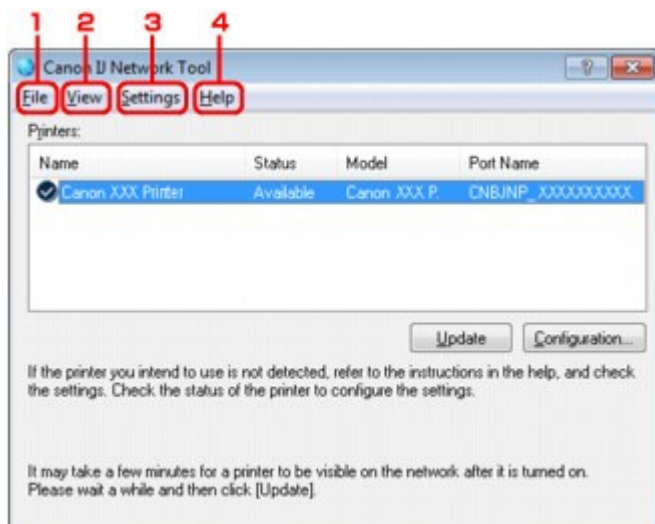 1 2 3 4
Canon IJ Network Tool
File View Settings Help
Printers:
Name Status Model Port Name
Canon XXX Printer Available Canon XXX P. CNBJNP_XXXXXXXXXX
Update Configuration...
If the printer you intend to use is not detected, refer to the instructions in the help, and check
the settings. Check the status of the printer to configure the settings.
It may take a few minutes for a printer to be visible on the network after it is turned on.
Please wait a while and then click [Update].